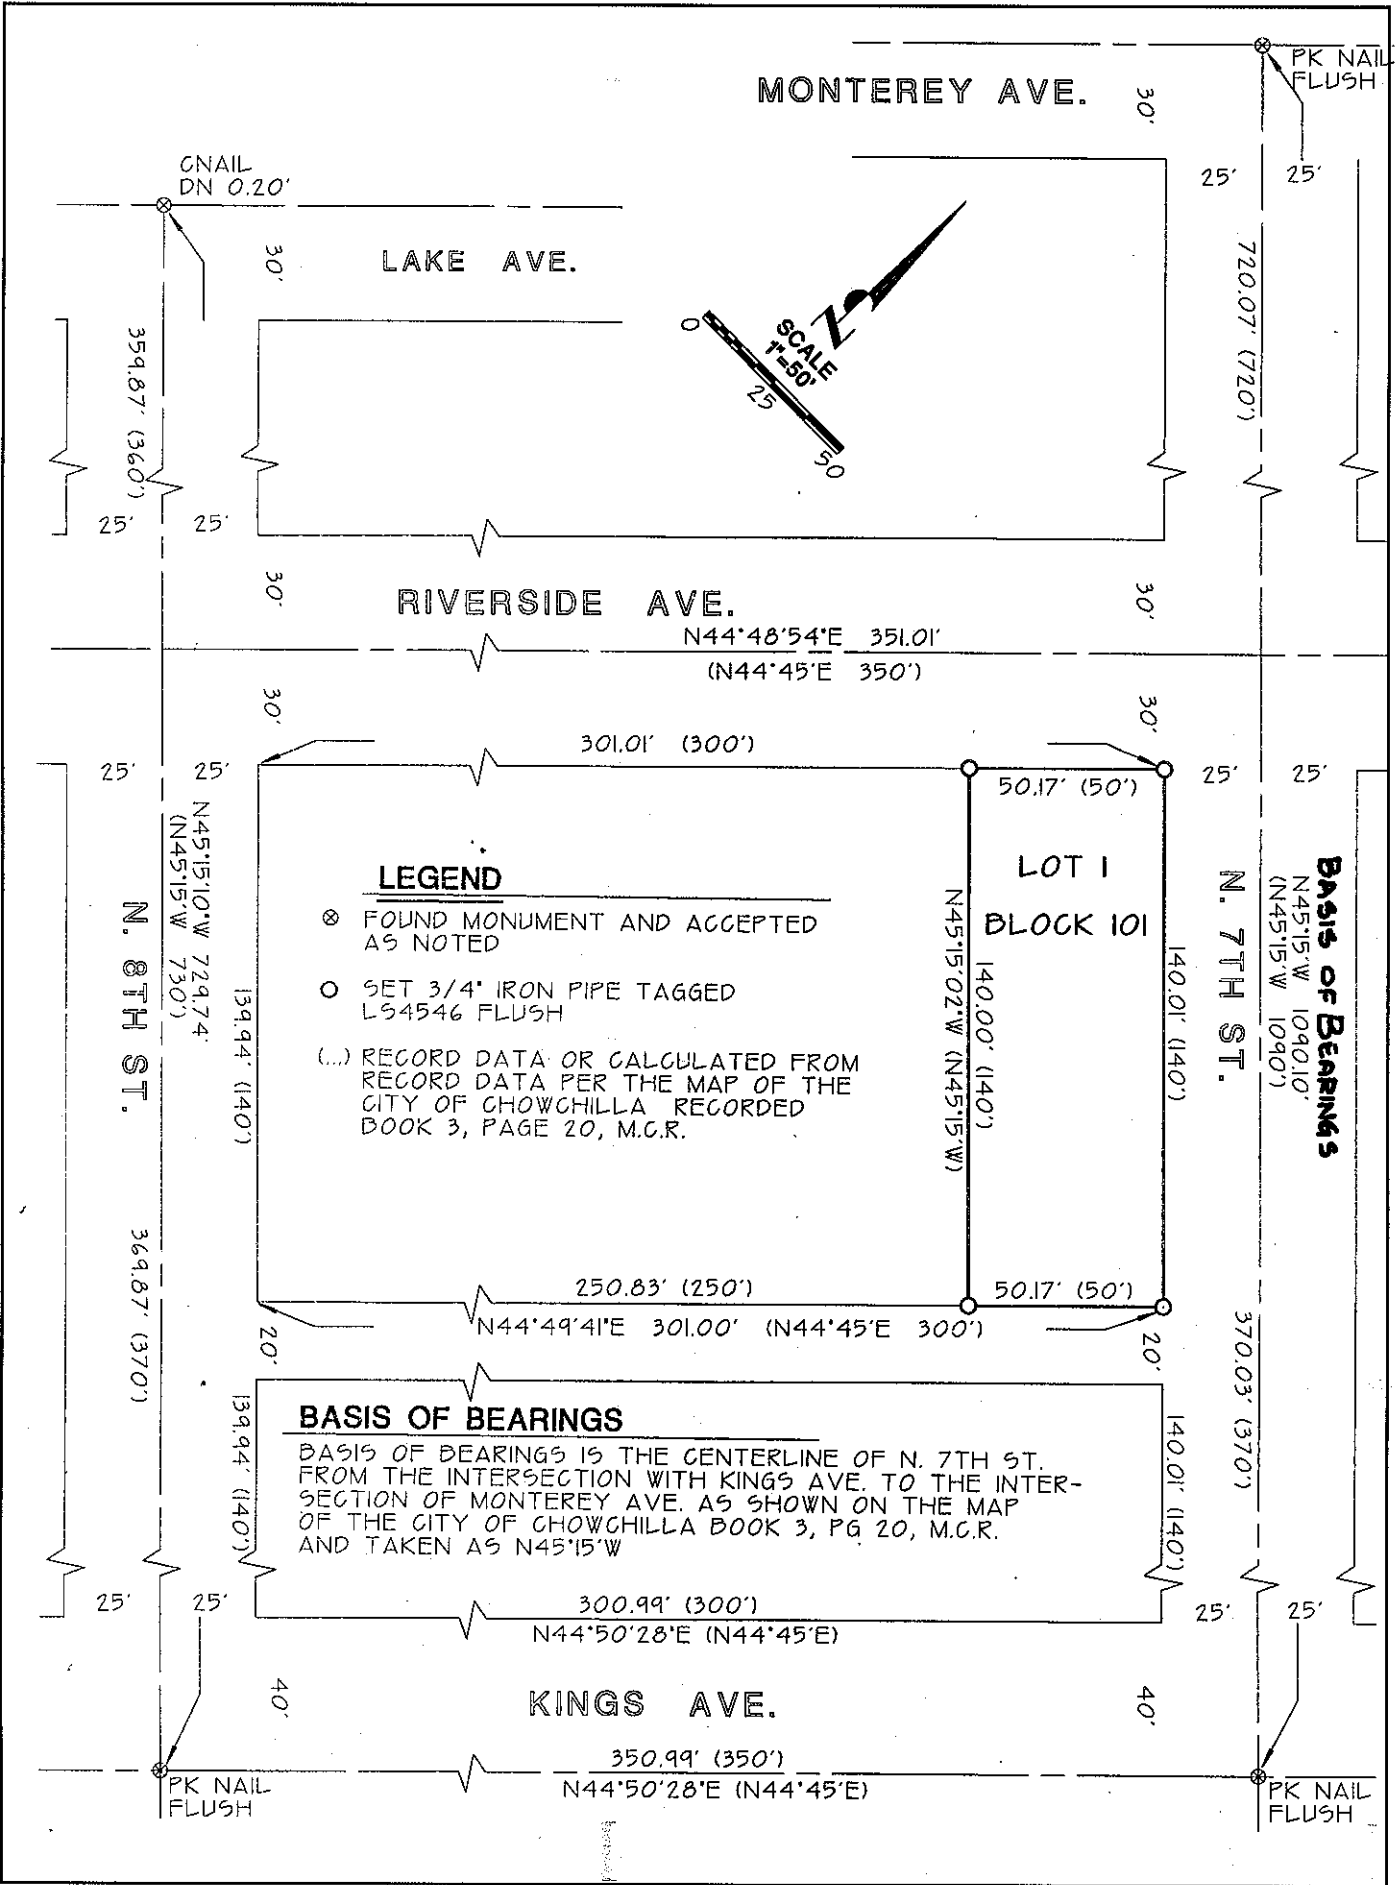 PK NAIL
FLUSH
MONTEREY AVE.
30'
CNAIL
DN 0.20'
25'
25'
30'
LAKE AVE.
720.07' (720')
0
SCALE
1"=50'
25
50
N
359.87' (360')
25'
25'
30'
RIVERSIDE AVE.
30'
N44°48'54"E 351.01'
(N44°45'E 350')
30'
30'
301.01' (300')
25'
25'
50.17' (50')
25'
25'
LOT 1
BLOCK 101
N45°15'10"W 729.74'
(N45°15'W 730')
N. 8TH ST.
139.94' (140')
LEGEND
⊗ FOUND MONUMENT AND ACCEPTED
AS NOTED
O SET 3/4" IRON PIPE TAGGED
LS4546 FLUSH
(...) RECORD DATA OR CALCULATED FROM
RECORD DATA PER THE MAP OF THE
CITY OF CHOWCHILLA RECORDED
BOOK 3, PAGE 20, M.C.R.
N45°15'02"W (N45°15'W)
140.00' (140')
140.01' (140')
N. 7TH ST.
BASIS OF BEARINGS
N45°15'W 1090.10'
(N45°15'W 1090')
369.87' (370')
250.83' (250')
50.17' (50')
N44°49'41"E 301.00' (N44°45'E 300')
20'
20'
370.03' (370')
139.94' (140')
BASIS OF BEARINGS
BASIS OF BEARINGS IS THE CENTERLINE OF N. 7TH ST.
FROM THE INTERSECTION WITH KINGS AVE. TO THE INTER-
SECTION OF MONTEREY AVE. AS SHOWN ON THE MAP
OF THE CITY OF CHOWCHILLA BOOK 3, PG 20, M.C.R.
AND TAKEN AS N45°15'W
140.01' (140')
25'
25'
300.99' (300')
N44°50'28"E (N44°45'E)
25'
25'
40'
KINGS AVE.
40'
350.99' (350')
N44°50'28"E (N44°45'E)
PK NAIL
FLUSH
PK NAIL
FLUSH